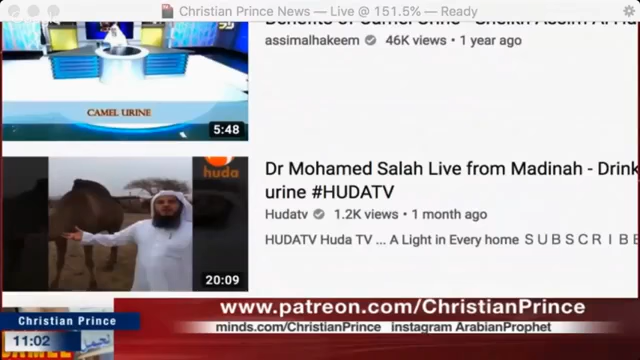 Christian Prince News — Live @ 151.5% — Ready
assimalhakeem 46K views • 1 year ago
CAMEL URINE
5:48
huda
Dr Mohamed Salah Live from Madinah - Drink
urine #HUDATV
Hudatv 1.2K views • 1 month ago
HUDATV Huda TV ... A Light in Every home S U B S C R I B E
20:09
www.patreon.com/ChristianPrince
Christian Prince
minds.com/ChristianPrince instagram ArabianProphet
11:02